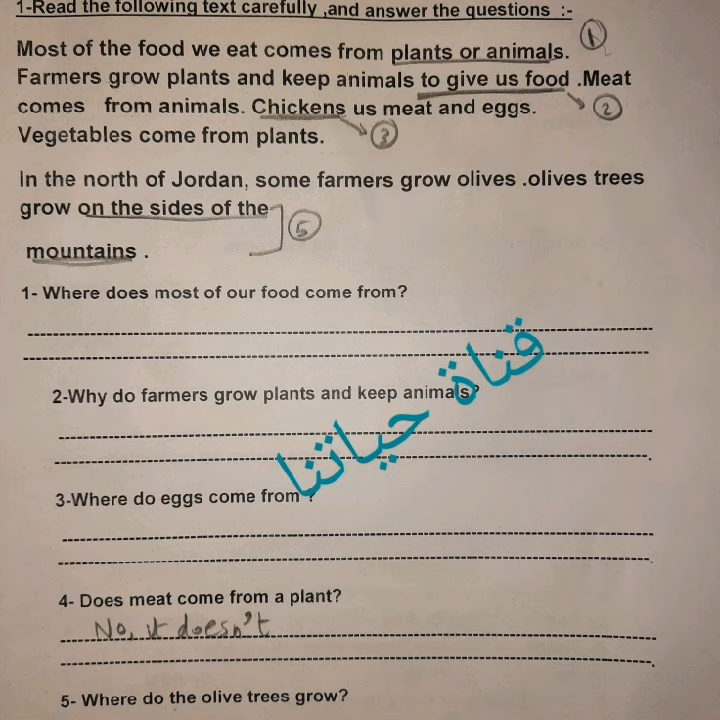 1-Read the following text carefully ,and answer the questions :-
Most of the food we eat comes from plants or animals. 1
Farmers grow plants and keep animals to give us food .Meat
comes from animals. Chickens us meat and eggs. 2
Vegetables come from plants. 3
In the north of Jordan, some farmers grow olives .olives trees
grow on the sides of the
5
mountains .
1- Where does most of our food come from?
2-Why do farmers grow plants and keep animals?
قناة حياتنا
3-Where do eggs come from ?
4- Does meat come from a plant?
No, it doesn't
5- Where do the olive trees grow?